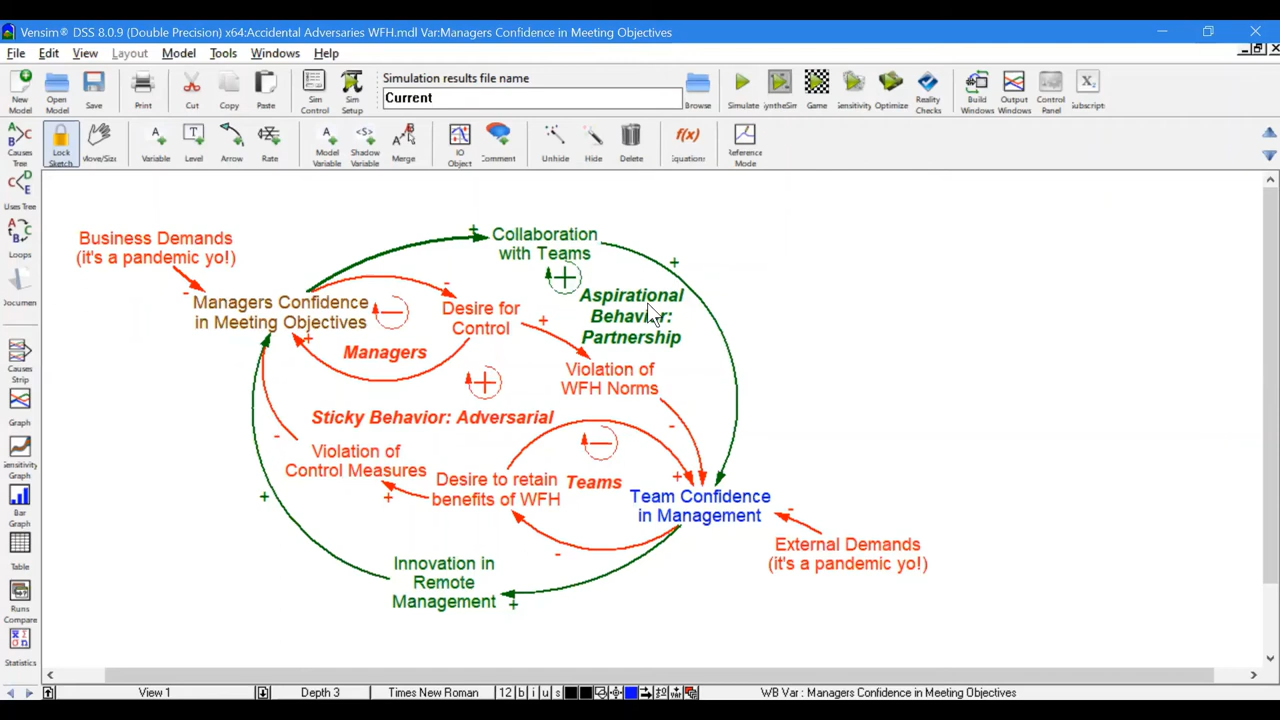 Vensim® DSS 8.0.9 (Double Precision) x64:Accidental Adversaries WFH.mdl Var:Managers Confidence in Meeting Objectives
File Edit View Layout Model Tools Windows Help
Simulation results file name
Current
New
Model
Open
Model
Save
Print
Cut
Copy
Paste
Sim
Control
Sim
Setup
Browse
Simulate
yntheSim
Game
ensitivity
Optimize
Reality
Checks
Build
Windows
Output
Windows
Control
Panel
ubscript
Causes
Tree
Lock
Sketch
Move/Size
Variable
Level
Arrow
Rate
Model
Variable
Shadow
Variable
Merge
IO
Object
Comment
Unhide
Hide
Delete
f(x)
Equations
Reference
Mode
Uses Tree
Loops
Documen
Causes
Strip
Graph
Sensitivity
Graph
Bar
Graph
Table
Runs
Compare
Statistics
Business Demands
(it's a pandemic yo!)
Managers Confidence
in Meeting Objectives
Collaboration
with Teams
Aspirational
Behavior:
Partnership
Desire for
Control
Managers
Violation of
WFH Norms
Sticky Behavior: Adversarial
Violation of
Control Measures
Desire to retain
benefits of WFH
Teams
Team Confidence
in Management
External Demands
(it's a pandemic yo!)
Innovation in
Remote
Management
View 1 Depth 3 Times New Roman 12 b i u s WB Var : Managers Confidence in Meeting Objectives